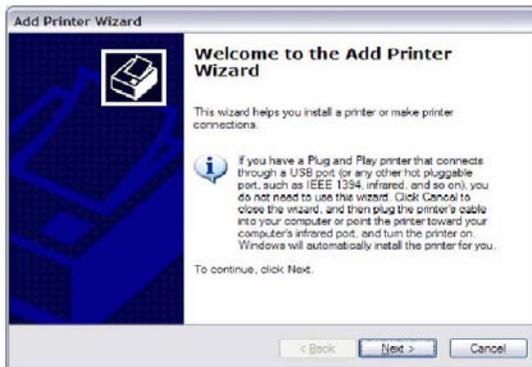 Add Printer Wizard
Welcome to the Add Printer
Wizard
This wizard helps you install a printer or make printer
connections.
If you have a Plug and Play printer that connects
through a USB port (or any other hot pluggable
port, such as IEEE 1394, infrared, and so on), you
do not need to use this wizard. Click Cancel to
close the wizard, and then plug the printer's cable
into your computer or point the printer toward your
computer's infrared port, and turn the printer on.
Windows will automatically install the printer for you.
To continue, click Next.
< Back Next > Cancel